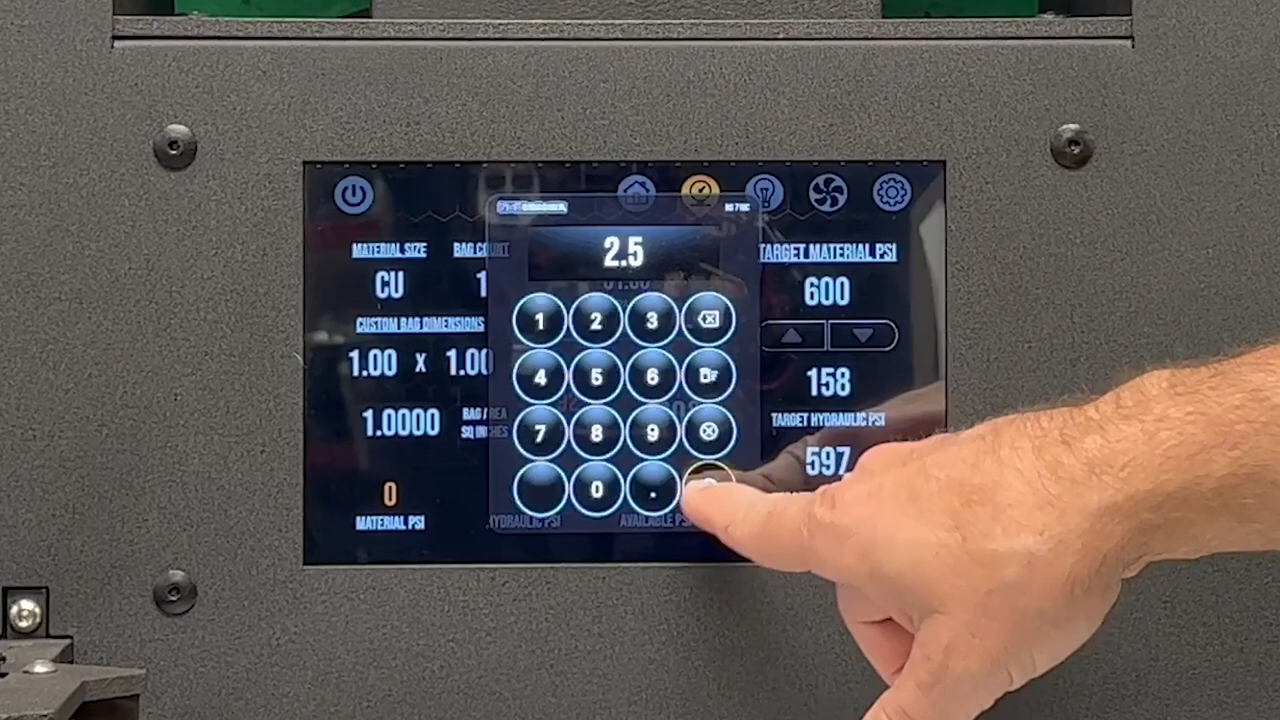 2.5
MATERIAL SIZE
BAG COUNT
CU
1
CUSTOM BAG DIMENSIONS
1.00 X 1.00
1.0000
BAG AREA
SQ INCHES
0
MATERIAL PSI
HYDRAULIC PSI
AVAILABLE PSI
1 2 3
4 5 6
7 8 9
0 .
TARGET MATERIAL PSI
600
158
TARGET HYDRAULIC PSI
597